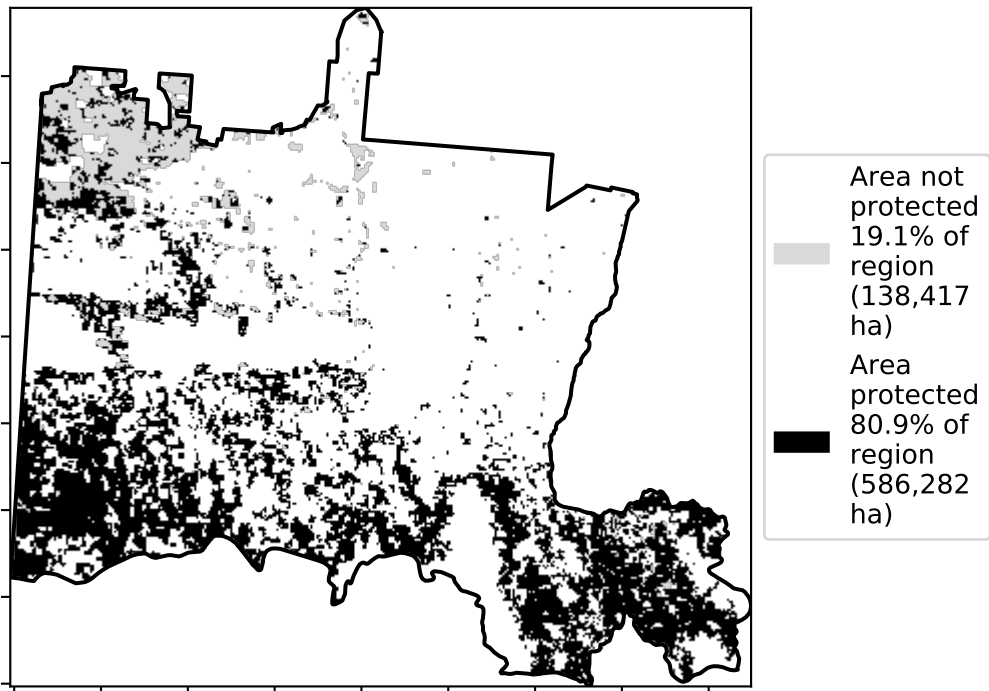 Area not
protected
19.1% of
region
(138,417
ha)
Area
protected
80.9% of
region
(586,282
ha)